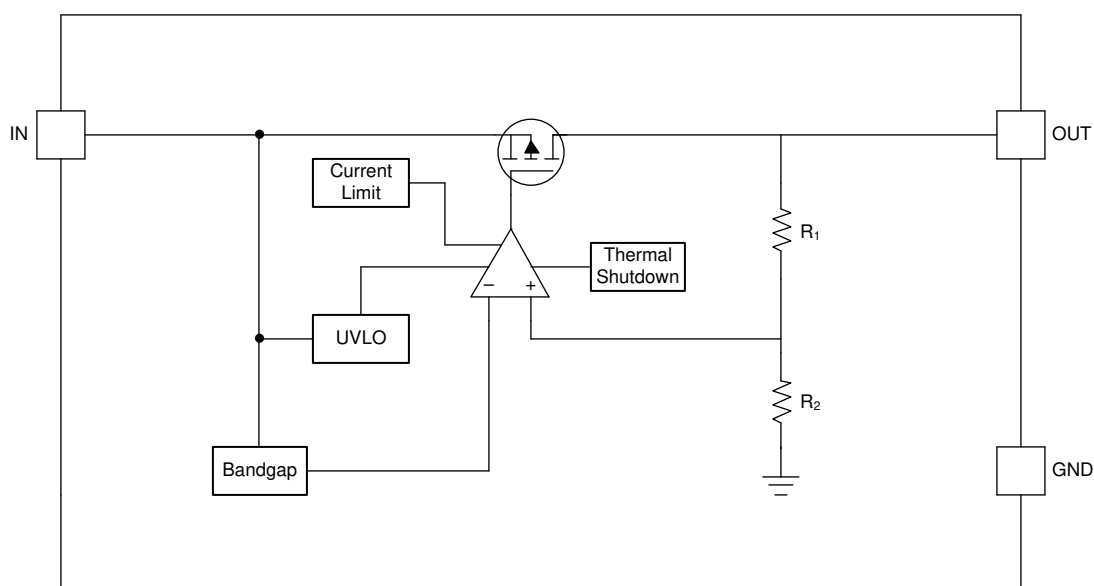 IN
OUT
Current
Limit
R₁
Thermal
Shutdown
− +
UVLO
R₂
Bandgap
GND